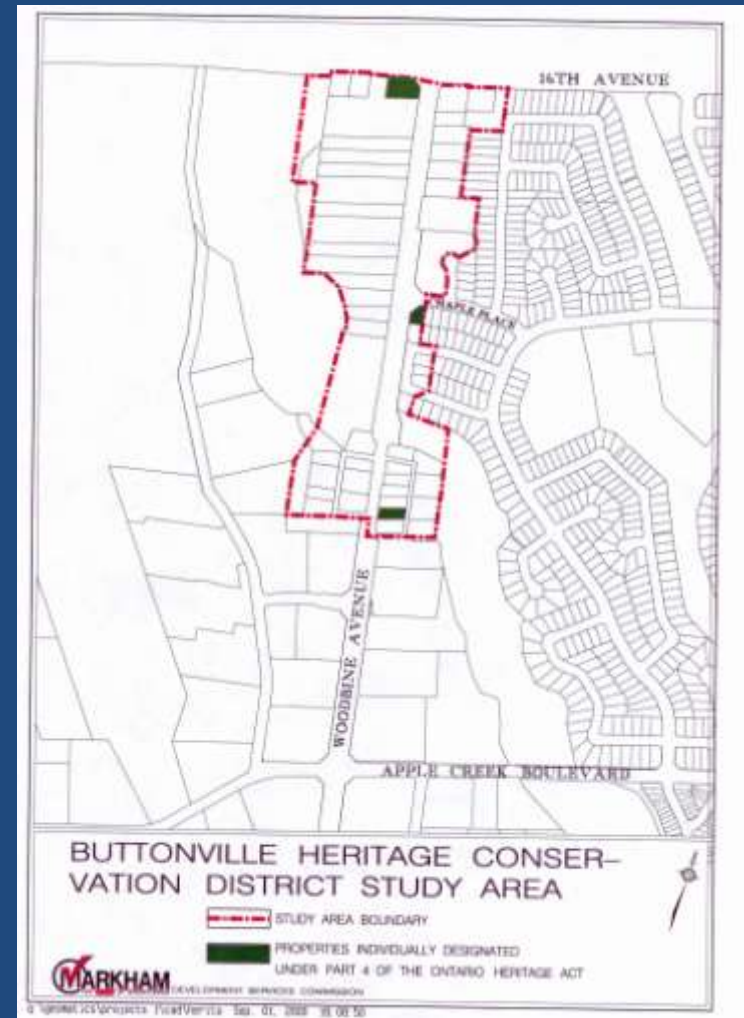 16TH AVENUE
MAPLE PLACE
WOODBINE AVENUE
APPLE CREEK BOULEVARD
BUTTONVILLE HERITAGE CONSER-
VATION DISTRICT STUDY AREA
STUDY AREA BOUNDARY
PROPERTIES INDIVIDUALLY DESIGNATED
UNDER PART 4 OF THE ONTARIO HERITAGE ACT
MARKHAM
DEVELOPMENT SERVICES COMMISSION